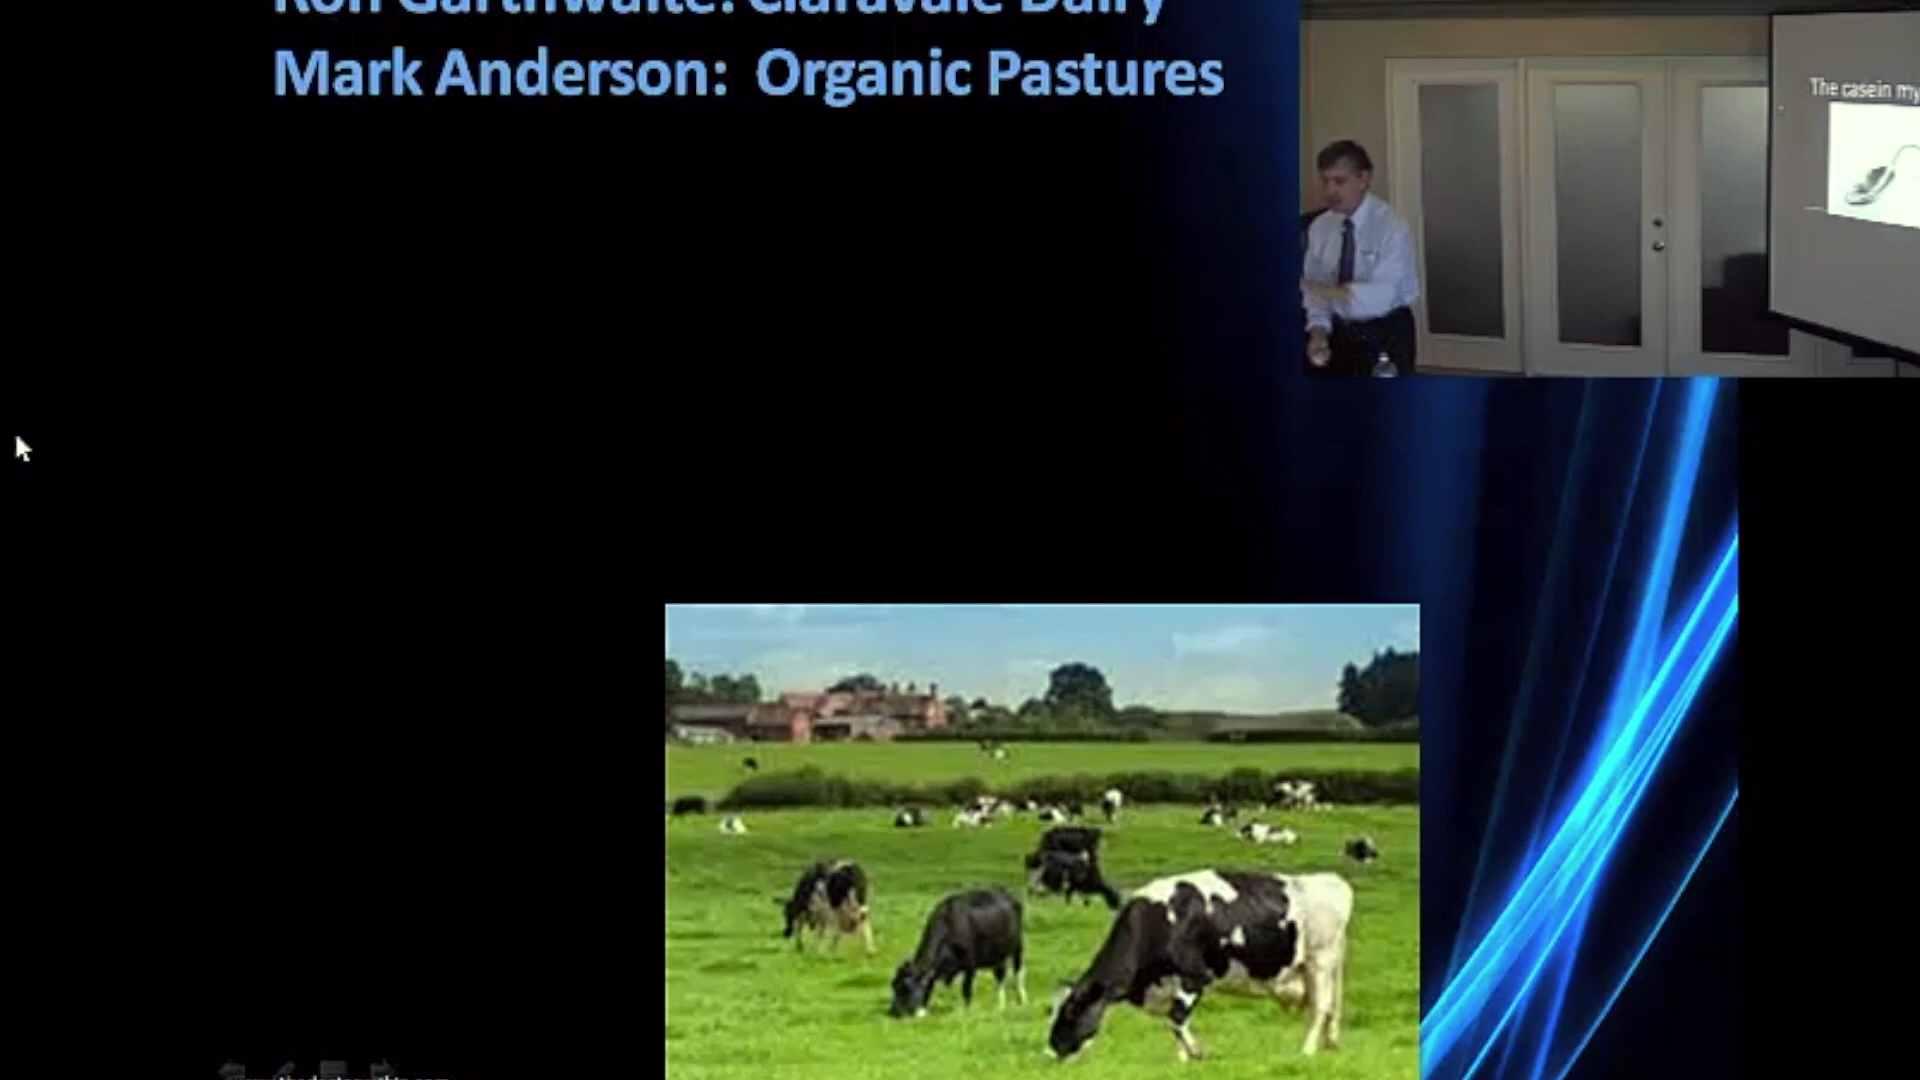 Ron Garthwaite: Claravale Dairy
Mark Anderson: Organic Pastures
The casein my